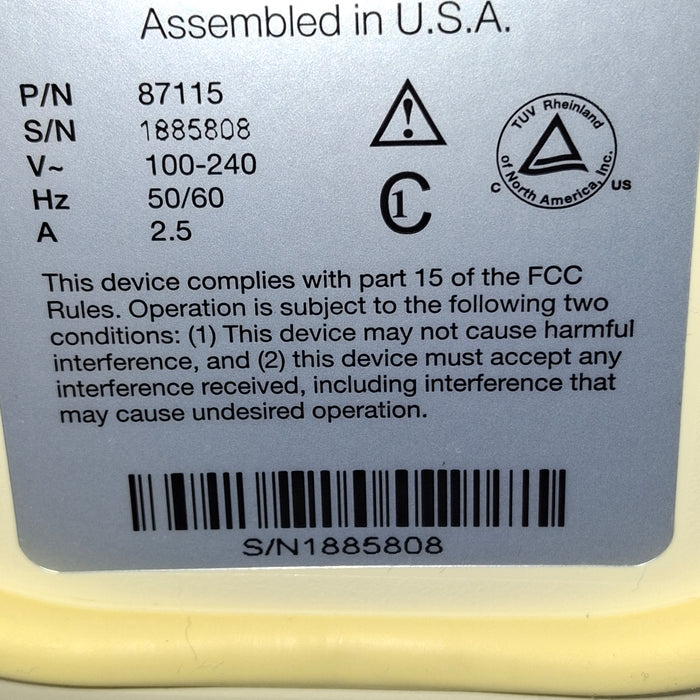 Assembled in U.S.A.
P/N 87115
S/N 1885808
V~ 100-240
Hz 50/60
A 2.5
!
C1
TUV Rheinland
of North America, Inc.
C US
This device complies with part 15 of the FCC
Rules. Operation is subject to the following two
conditions: (1) This device may not cause harmful
interference, and (2) this device must accept any
interference received, including interference that
may cause undesired operation.
S/N1885808